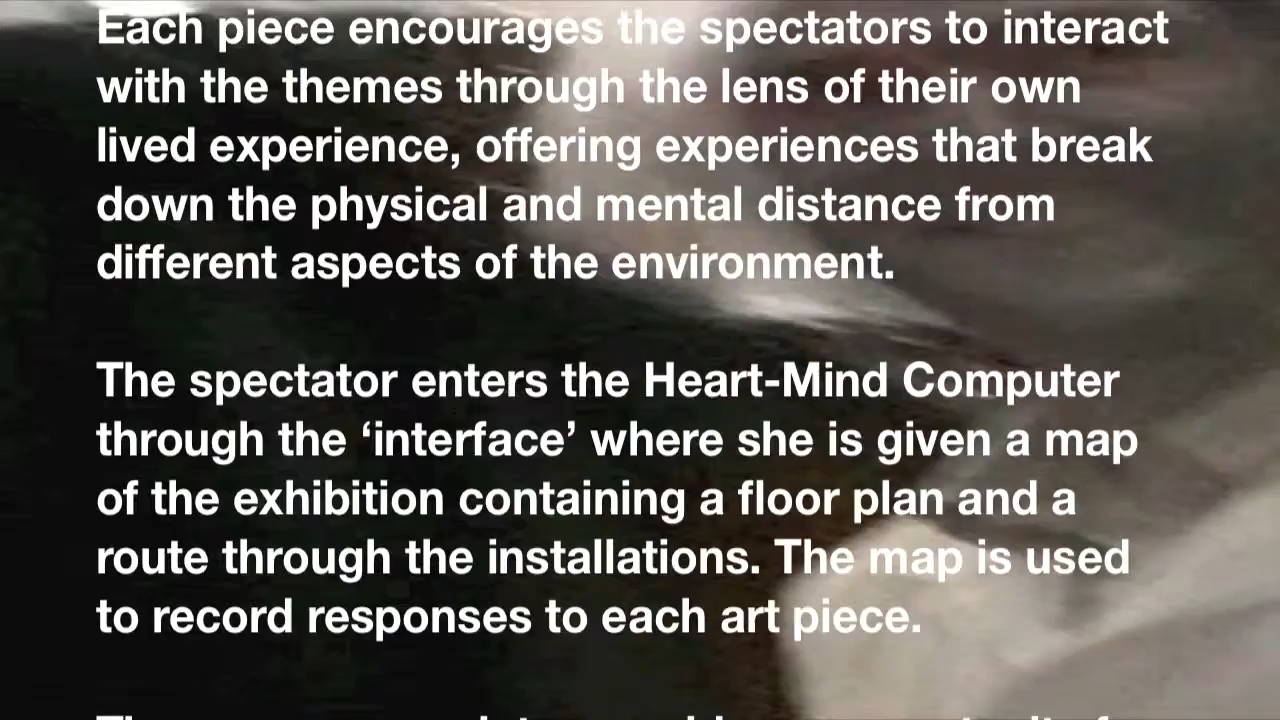 Each piece encourages the spectators to interact
with the themes through the lens of their own
lived experience, offering experiences that break
down the physical and mental distance from
different aspects of the environment.
The spectator enters the Heart-Mind Computer
through the ‘interface’ where she is given a map
of the exhibition containing a floor plan and a
route through the installations. The map is used
to record responses to each art piece.